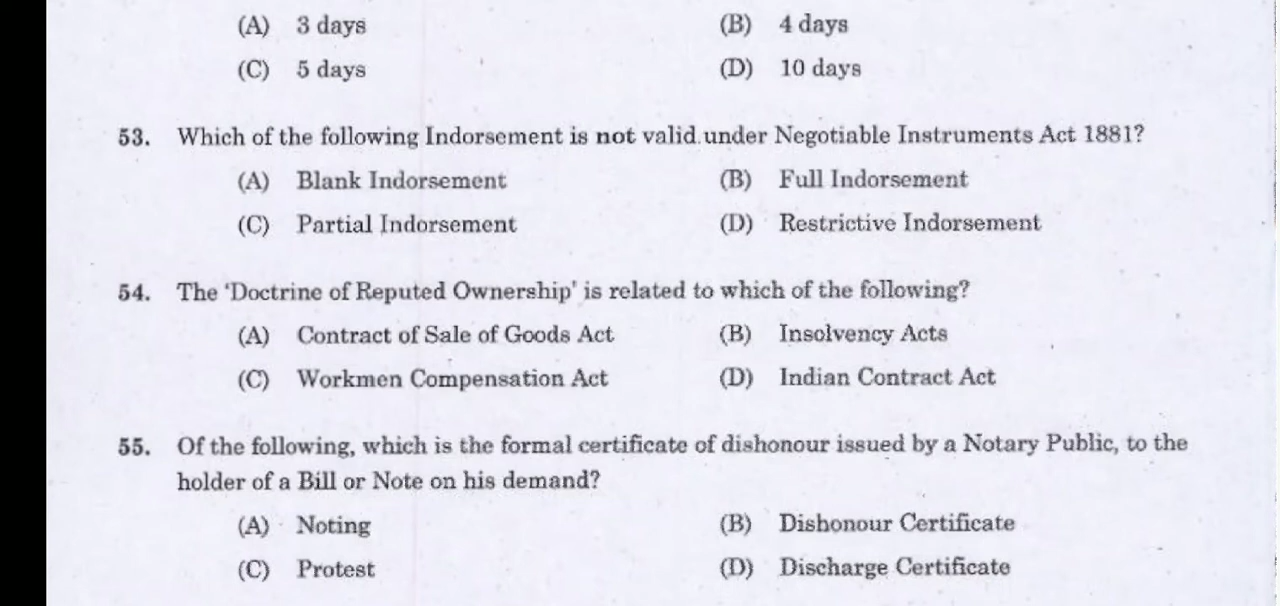 (A) 3 days (B) 4 days
(C) 5 days (D) 10 days
53. Which of the following Indorsement is not valid under Negotiable Instruments Act 1881?
(A) Blank Indorsement (B) Full Indorsement
(C) Partial Indorsement (D) Restrictive Indorsement
54. The 'Doctrine of Reputed Ownership' is related to which of the following?
(A) Contract of Sale of Goods Act (B) Insolvency Acts
(C) Workmen Compensation Act (D) Indian Contract Act
55. Of the following, which is the formal certificate of dishonour issued by a Notary Public, to the
holder of a Bill or Note on his demand?
(A) Noting (B) Dishonour Certificate
(C) Protest (D) Discharge Certificate